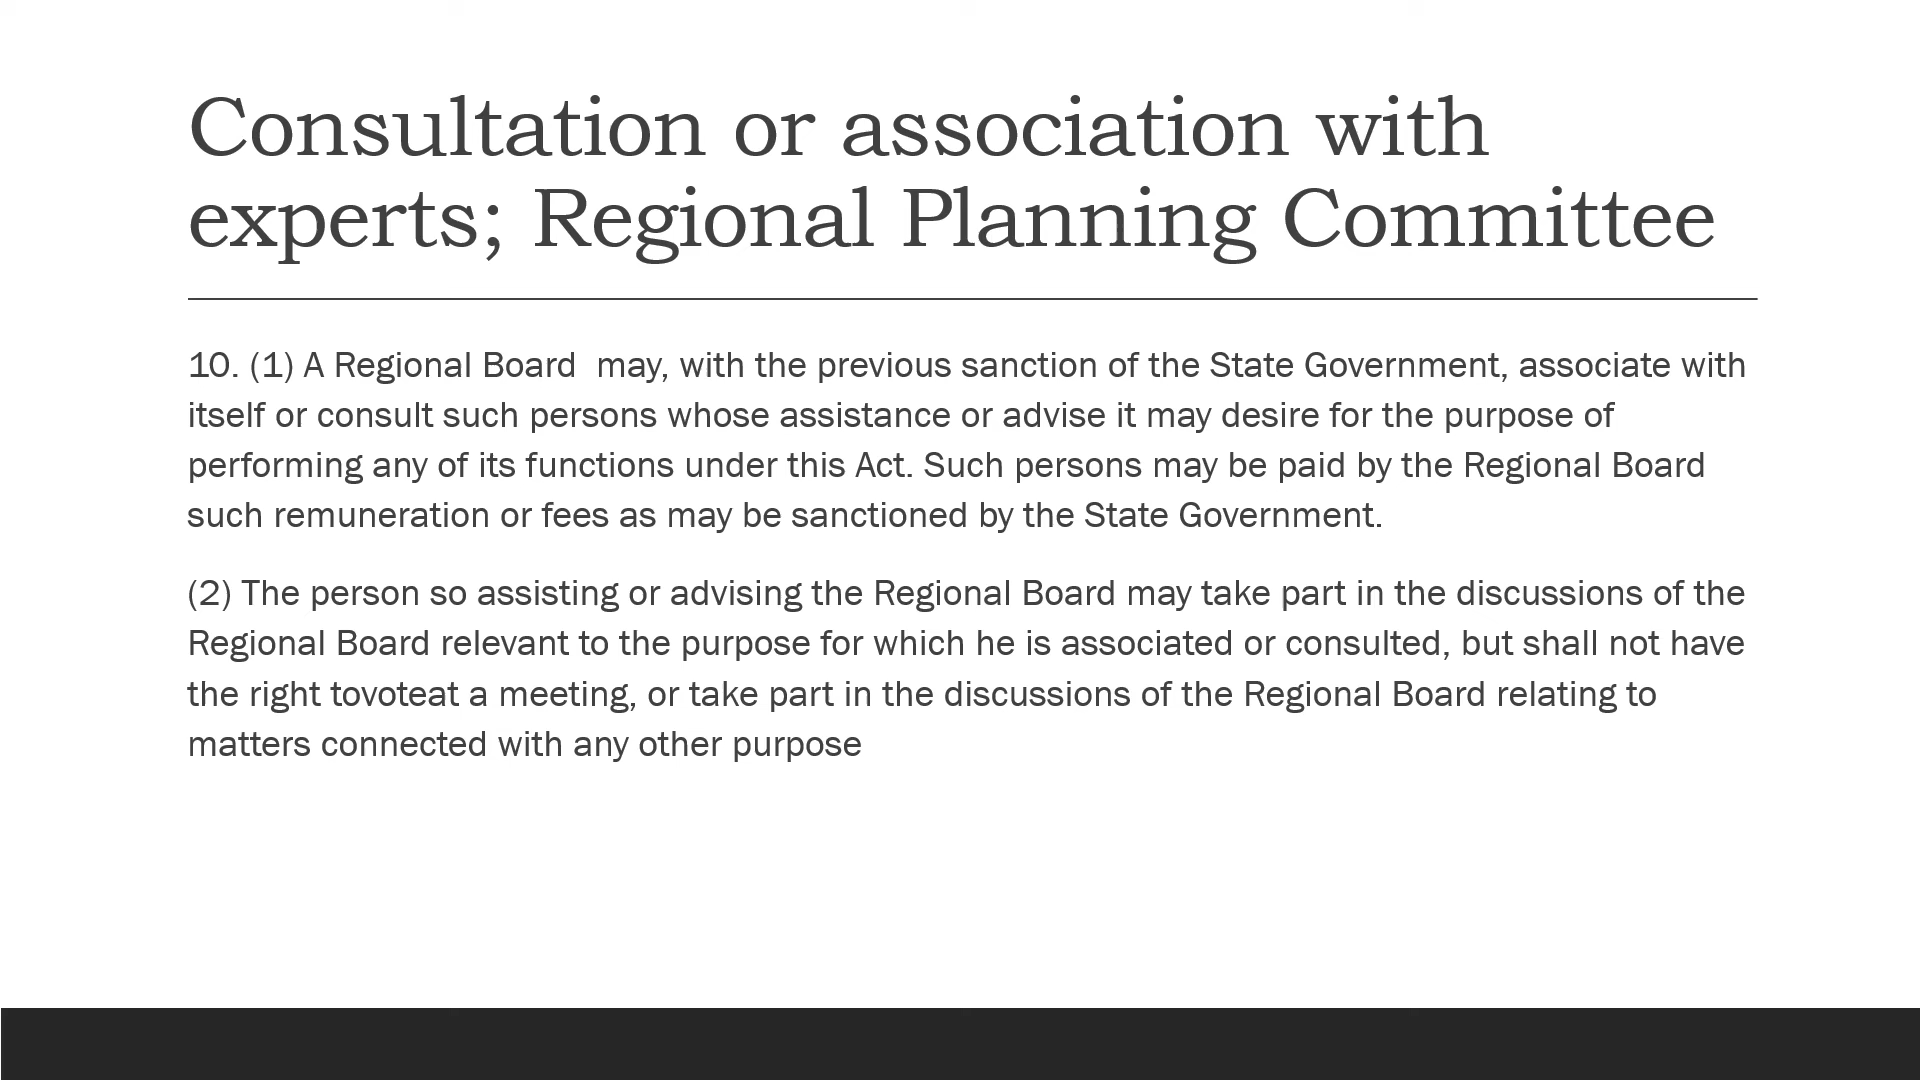 Consultation or association with
experts; Regional Planning Committee
10. (1) A Regional Board  may, with the previous sanction of the State Government, associate with
itself or consult such persons whose assistance or advise it may desire for the purpose of
performing any of its functions under this Act. Such persons may be paid by the Regional Board
such remuneration or fees as may be sanctioned by the State Government.
(2) The person so assisting or advising the Regional Board may take part in the discussions of the
Regional Board relevant to the purpose for which he is associated or consulted, but shall not have
the right tovoteat a meeting, or take part in the discussions of the Regional Board relating to
matters connected with any other purpose